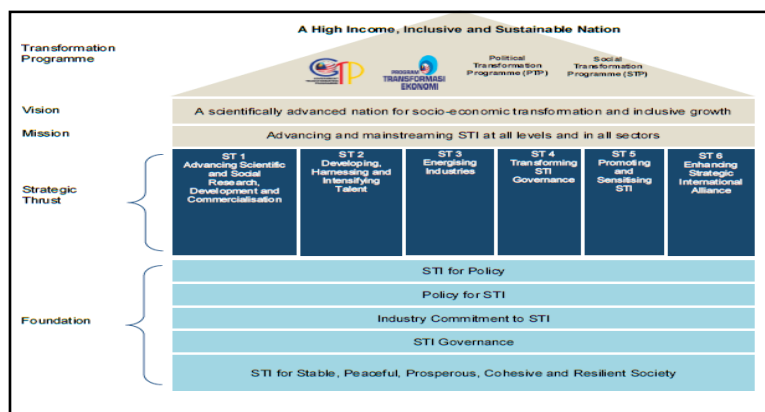 A High Income, Inclusive and Sustainable Nation
Transformation
Programme
GTP
PROGRAM
TRANSFORMASI
EKONOMI
Political
Transformation
Programme (PTP)
Social
Transformation
Programme (STP)
Vision
A scientifically advanced nation for socio-economic transformation and inclusive growth
Mission
Advancing and mainstreaming STI at all levels and in all sectors
Strategic
Thrust
ST 1
Advancing Scientific
and Social
Research,
Development and
Commercialisation
ST 2
Developing,
Harnessing and
Intensifying
Talent
ST 3
Energising
Industries
ST 4
Transforming
STI
Governance
ST 5
Promoting
and
Sensitising
STI
ST 6
Enhancing
Strategic
International
Alliance
Foundation
STI for Policy
Policy for STI
Industry Commitment to STI
STI Governance
STI for Stable, Peaceful, Prosperous, Cohesive and Resilient Society